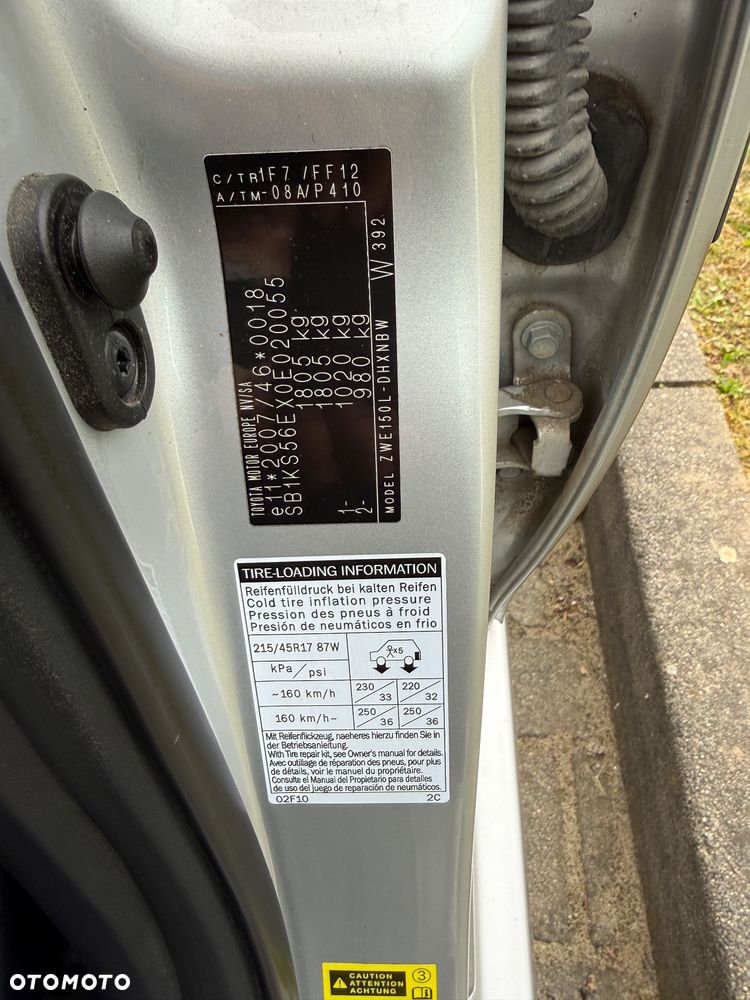 C/TR 1F7 /FF12
A/TM -08A/P410
TOYOTA MOTOR EUROPE NV/SA
e11*2007/46*0018
SB1KS56EX0E020055
1805 kg
1805 kg
1- 1020 kg
2- 980 kg
MODEL ZWE150L-DHXNBW W 392
TIRE-LOADING INFORMATION
Reifenfülldruck bei kalten Reifen
Cold tire inflation pressure
Pression des pneus à froid
Presión de neumáticos en frio
215/45R17 87W x5
kPa/psi
~160 km/h 230/33 220/32
160 km/h~ 250/36 250/36
Mit Reifenflickzeug, naeheres hierzu finden Sie in
der Betriebsanleitung.
With Tire repair kit, see Owner's manual for details.
Avec outillage de réparation des pneus, pour plus
de détails, voir le manuel du propriétaire.
Consulte el Manual del Propietario para detalles
de uso del juego de reparación de neumáticos.
02F10 2C
CAUTION
ATTENTION
ACHTUNG
3
OTOMOTO